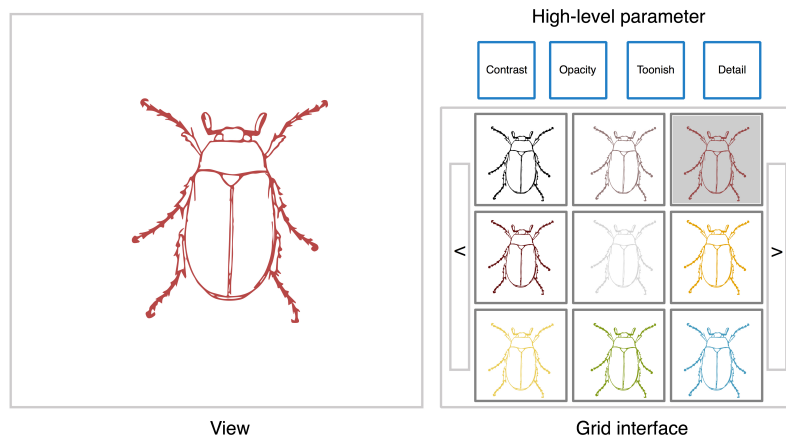 High-level parameter
Contrast Opacity Toonish Detail
< >
View Grid interface